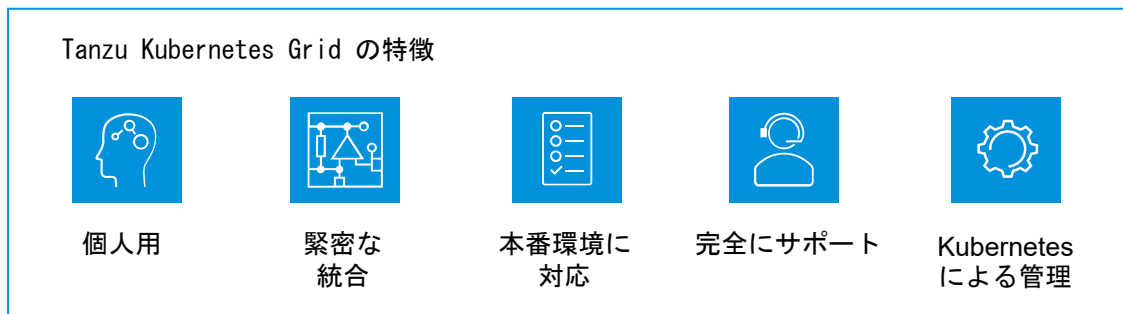 Tanzu Kubernetes Grid の特徴
個人用
緊密な
統合
本番環境に
対応
完全にサポート
Kubernetes
による管理